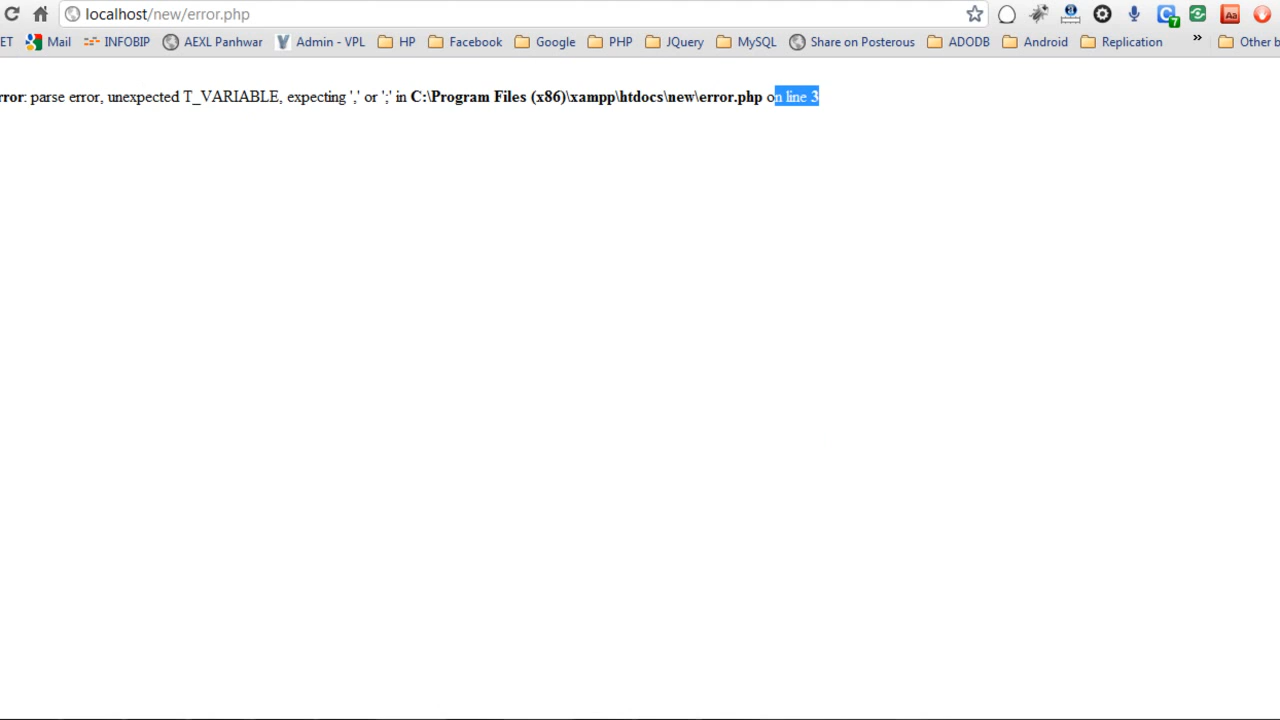 localhost/new/error.php
ET Mail INFOBIP AEXL Panhwar Admin - VPL HP Facebook Google PHP JQuery MySQL Share on Posterous ADODB Android Replication » Other b
rror: parse error, unexpected T_VARIABLE, expecting ',' or ';' in C:\Program Files (x86)\xampp\htdocs\new\error.php on line 3